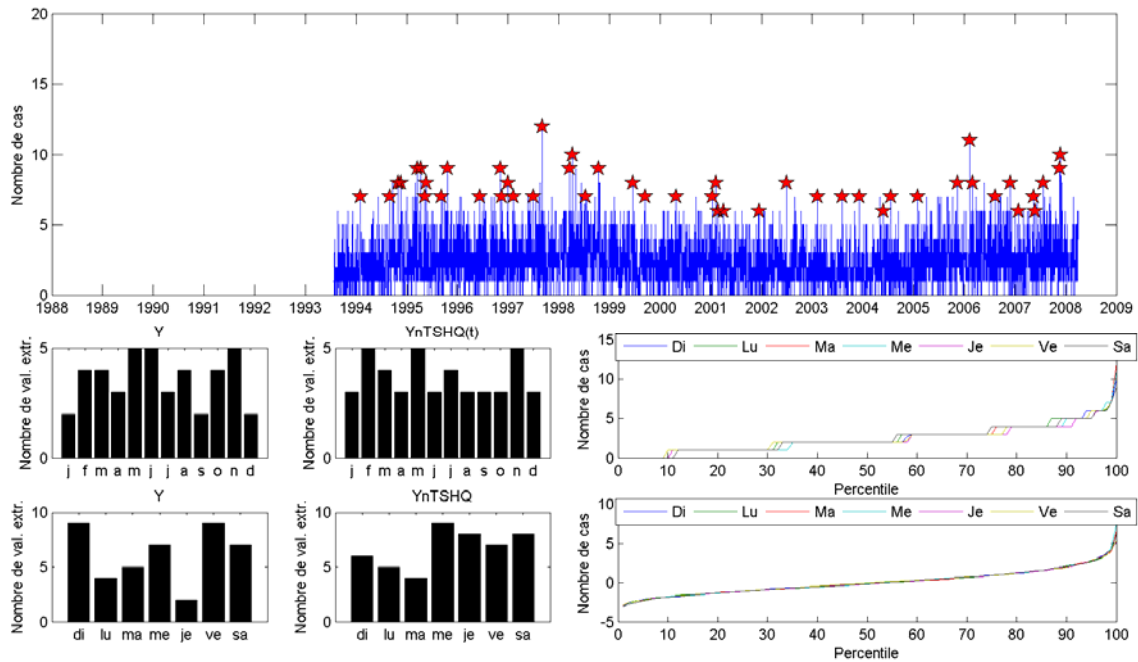 20
15
10
5
0
Nombre de cas
1988 1989 1990 1991 1992 1993 1994 1995 1996 1997 1998 1999 2000 2001 2002 2003 2004 2005 2006 2007 2008 2009
Y
5
0
Nombre de val. extr.
j f m a m j j a s o n d
YnTSHQ(t)
5
0
Nombre de val. extr.
j f m a m j j a s o n d
15
10
5
0
Nombre de cas
Di Lu Ma Me Je Ve Sa
0 10 20 30 40 50 60 70 80 90 100
Percentile
Y
10
5
0
Nombre de val. extr.
di lu ma me je ve sa
YnTSHQ
10
5
0
Nombre de val. extr.
di lu ma me je ve sa
10
5
0
-5
Nombre de cas
Di Lu Ma Me Je Ve Sa
0 10 20 30 40 50 60 70 80 90 100
Percentile